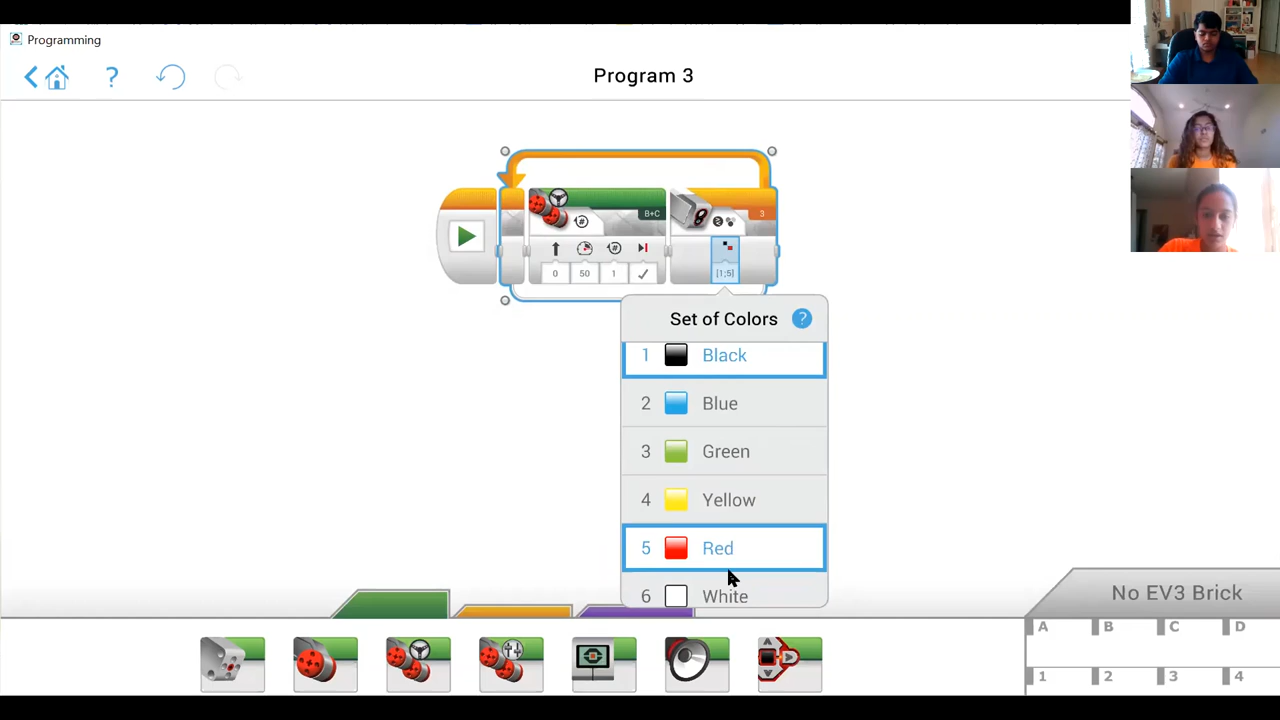 Programming
?
Program 3
B+C
3
#
0 50 1
[1;5]
Set of Colors ?
1 Black
2 Blue
3 Green
4 Yellow
5 Red
6 White
No EV3 Brick
A B C D
1 2 3 4